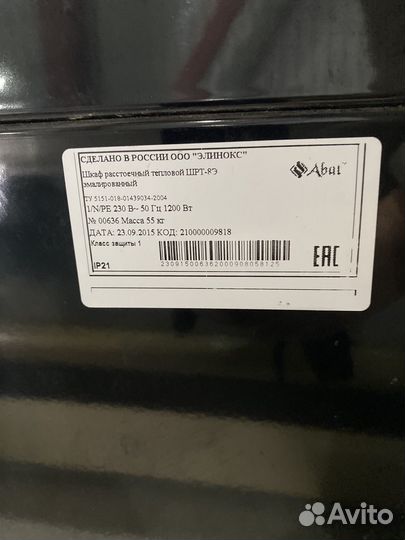 СДЕЛАНО В РОССИИ ООО "ЭЛИНОКС"
Шкаф расстоечный тепловой ШРТ-8Э
эмалированный
Abat
ТУ 5151-018-01439034-2004
1/N/PE 230 В~ 50 Гц 1200 Вт
№ 00636 Масса 55 кг
ДАТА: 23.09.2015 КОД: 210000009818
Класс защиты 1
EAC
IP21
230915006362000908058125
Avito